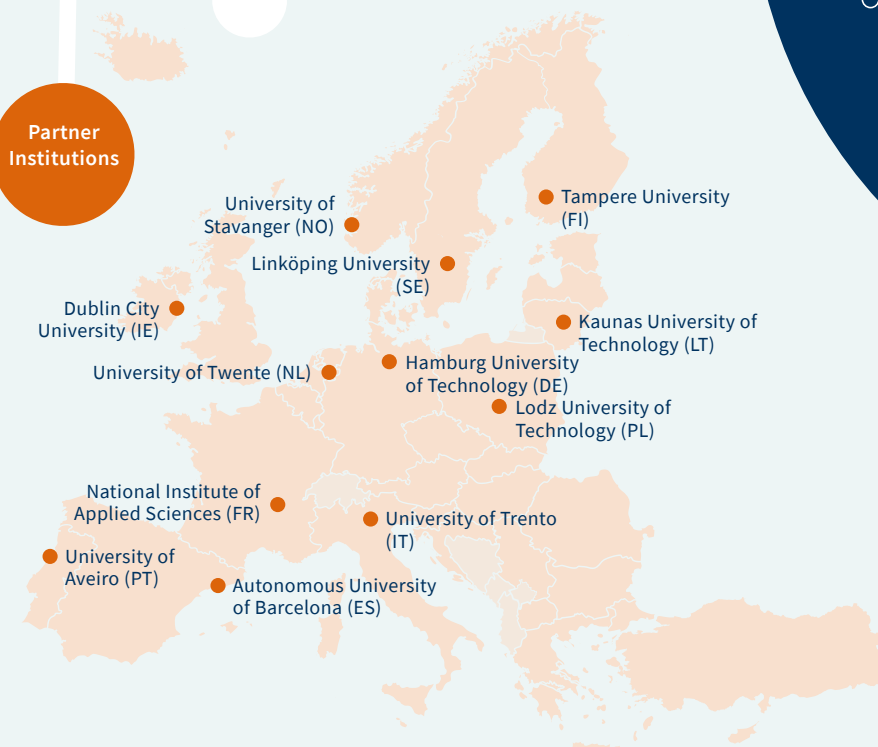 Partner
Institutions
University of
Stavanger (NO)
Tampere University
(FI)
Linköping University
(SE)
Dublin City
University (IE)
Kaunas University of
Technology (LT)
University of Twente (NL)
Hamburg University
of Technology (DE)
Lodz University of
Technology (PL)
National Institute of
Applied Sciences (FR)
University of Trento
(IT)
University of
Aveiro (PT)
Autonomous University
of Barcelona (ES)